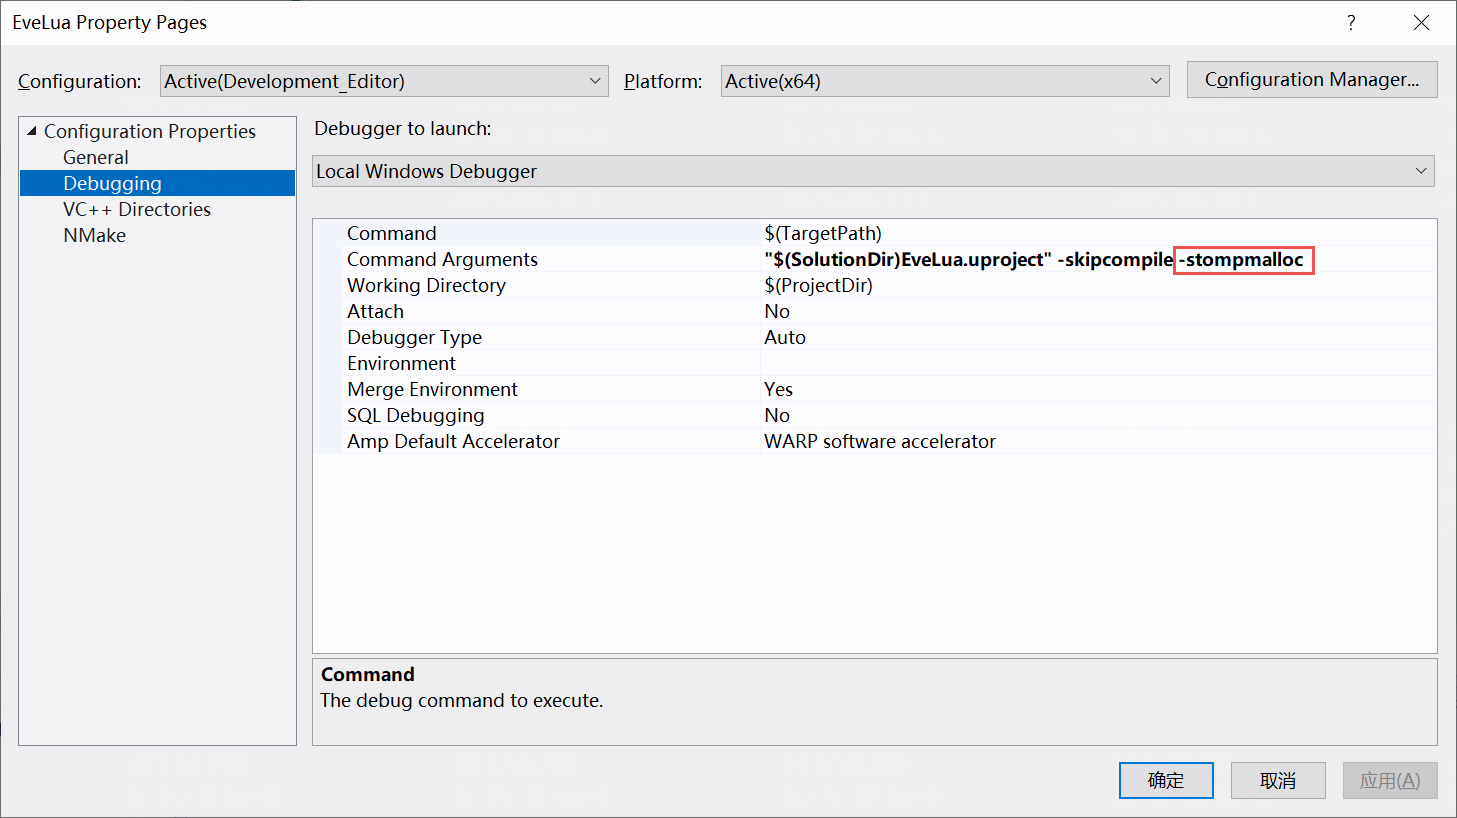 EveLua Property Pages
?
Configuration: Active(Development_Editor) Platform: Active(x64) Configuration Manager...
Configuration Properties
General
Debugging
VC++ Directories
NMake
Debugger to launch:
Local Windows Debugger
Command $(TargetPath)
Command Arguments "$(SolutionDir)EveLua.uproject" -skipcompile -stompmalloc
Working Directory $(ProjectDir)
Attach No
Debugger Type Auto
Environment
Merge Environment Yes
SQL Debugging No
Amp Default Accelerator WARP software accelerator
Command
The debug command to execute.
确定 取消 应用(A)